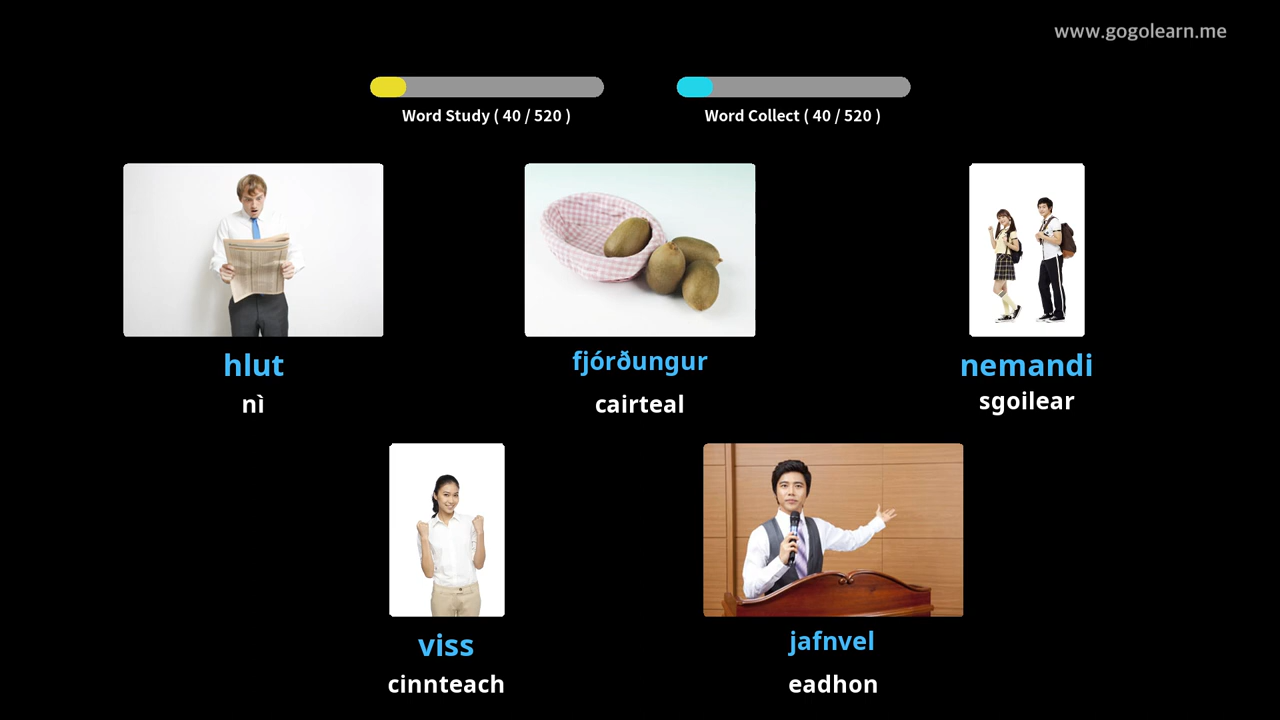 www.gogolearn.me
Word Study ( 40 / 520 )
Word Collect ( 40 / 520 )
hlut
nì
fjórðungur
cairteal
nemandi
sgoilear
viss
cinnteach
jafnvel
eadhon